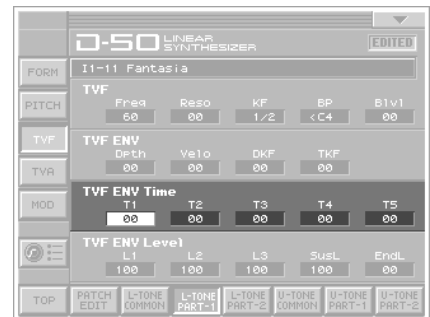 D-50 LINEAR SYNTHESIZER EDITED
FORM
PITCH
TVF
TVA
MOD
TOP
I1-11 Fantasia
TVF
Freq Reso KF BP Blvl
60 00 1/2 <C4 00
TVF ENV
Dpth Velo DKF TKF
00 00 00 00
TVF ENV Time
T1 T2 T3 T4 T5
00 00 00 00 00
TVF ENV Level
L1 L2 L3 SusL EndL
100 100 100 100 00
PATCH EDIT L-TONE COMMON L-TONE PART-1 L-TONE PART-2 U-TONE COMMON U-TONE PART-1 U-TONE PART-2